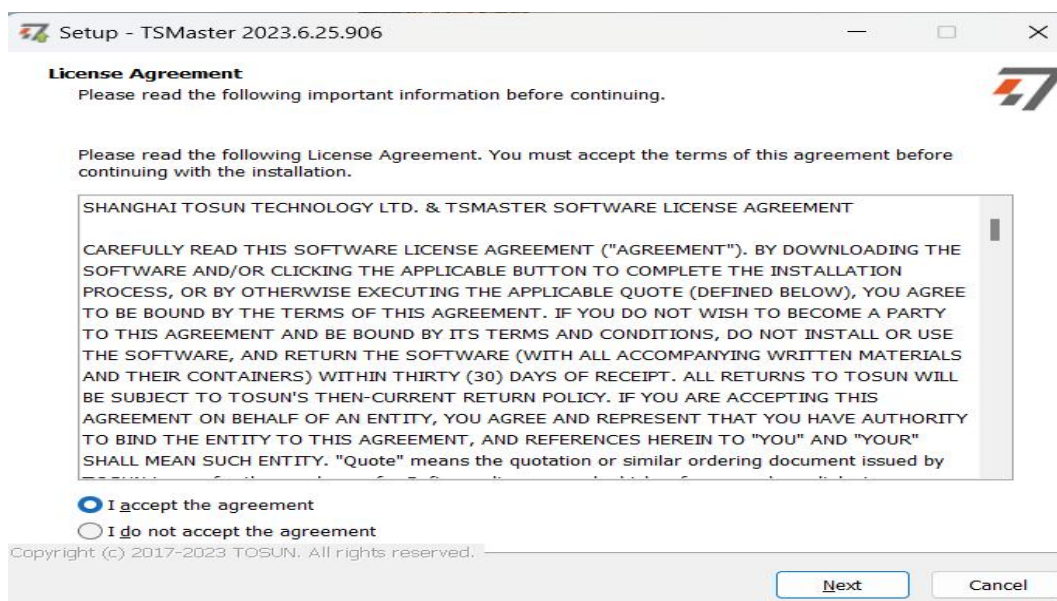 Setup - TSMaster 2023.6.25.906
License Agreement
Please read the following important information before continuing.
Please read the following License Agreement. You must accept the terms of this agreement before
continuing with the installation.
SHANGHAI TOSUN TECHNOLOGY LTD. & TSMASTER SOFTWARE LICENSE AGREEMENT
CAREFULLY READ THIS SOFTWARE LICENSE AGREEMENT ("AGREEMENT"). BY DOWNLOADING THE
SOFTWARE AND/OR CLICKING THE APPLICABLE BUTTON TO COMPLETE THE INSTALLATION
PROCESS, OR BY OTHERWISE EXECUTING THE APPLICABLE QUOTE (DEFINED BELOW), YOU AGREE
TO BE BOUND BY THE TERMS OF THIS AGREEMENT. IF YOU DO NOT WISH TO BECOME A PARTY
TO THIS AGREEMENT AND BE BOUND BY ITS TERMS AND CONDITIONS, DO NOT INSTALL OR USE
THE SOFTWARE, AND RETURN THE SOFTWARE (WITH ALL ACCOMPANYING WRITTEN MATERIALS
AND THEIR CONTAINERS) WITHIN THIRTY (30) DAYS OF RECEIPT. ALL RETURNS TO TOSUN WILL
BE SUBJECT TO TOSUN'S THEN-CURRENT RETURN POLICY. IF YOU ARE ACCEPTING THIS
AGREEMENT ON BEHALF OF AN ENTITY, YOU AGREE AND REPRESENT THAT YOU HAVE AUTHORITY
TO BIND THE ENTITY TO THIS AGREEMENT, AND REFERENCES HEREIN TO "YOU" AND "YOUR"
SHALL MEAN SUCH ENTITY. "Quote" means the quotation or similar ordering document issued by
I accept the agreement
I do not accept the agreement
Copyright (c) 2017-2023 TOSUN. All rights reserved.
Next
Cancel